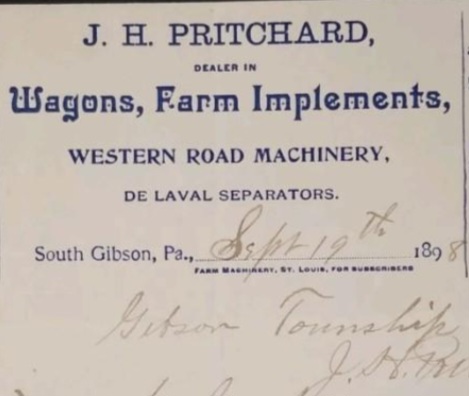 J. H. PRITCHARD,
DEALER IN
Wagons, Farm Implements,
WESTERN ROAD MACHINERY,
DE LAVAL SEPARATORS.
South Gibson, Pa., Sept 19th 1898
FARM MACHINERY, ST. LOUIS, FOR SUBSCRIBERS
Gibson Township
J. H.